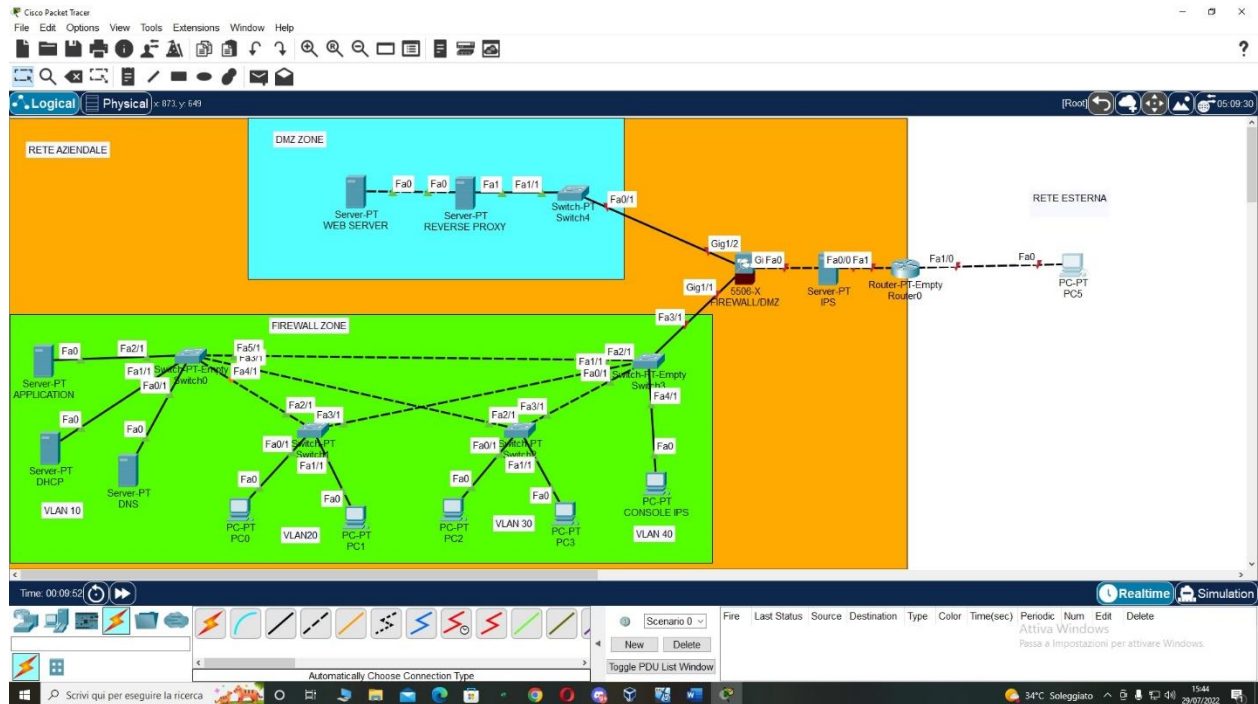 Cisco Packet Tracer
File Edit Options View Tools Extensions Window Help
?
Logical Physical x: 873, y: 649 [Root] 05:09:30
RETE AZIENDALE
DMZ ZONE
Server-PT
WEB SERVER
Fa0
Fa0
Server-PT
REVERSE PROXY
Fa1
Fa1/1
Switch-PT
Switch4
Fa0/1
RETE ESTERNA
Gig1/2
Gi Fa0
5506-X
FIREWALL/DMZ
Gig1/1
Fa0/0 Fa1
Server-PT
IPS
Router-PT-Empty
Router0
Fa1/0
Fa0
PC-PT
PC5
Fa3/1
FIREWALL ZONE
Fa0
Server-PT
APPLICATION
Fa2/1
Fa1/1
Fa0/1
Switch-PT-Empty
Switch0
Fa5/1
Fa3/1
Fa4/1
Fa2/1
Fa1/1
Fa0/1
Switch-PT-Empty
Switch3
Fa4/1
Fa0
Server-PT
DHCP
Fa0
Server-PT
DNS
VLAN 10
Fa2/1
Fa3/1
Fa0/1
Switch-PT
Fa1/1
Fa0
Fa0
PC-PT
PC0
VLAN20
PC-PT
PC1
Fa2/1
Fa3/1
Fa0/1
Switch-PT
Fa1/1
Fa0
Fa0
PC-PT
PC2
VLAN 30
PC-PT
PC3
Fa0
PC-PT
CONSOLE IPS
VLAN 40
Time: 00:09:52
Realtime Simulation
Scenario 0
New Delete
Toggle PDU List Window
Fire Last Status Source Destination Type Color Time(sec) Periodic Num Edit Delete
Attiva Windows
Passa a Impostazioni per attivare Windows.
Automatically Choose Connection Type
Scrivi qui per eseguire la ricerca
34°C Soleggiato
15:44
29/07/2022